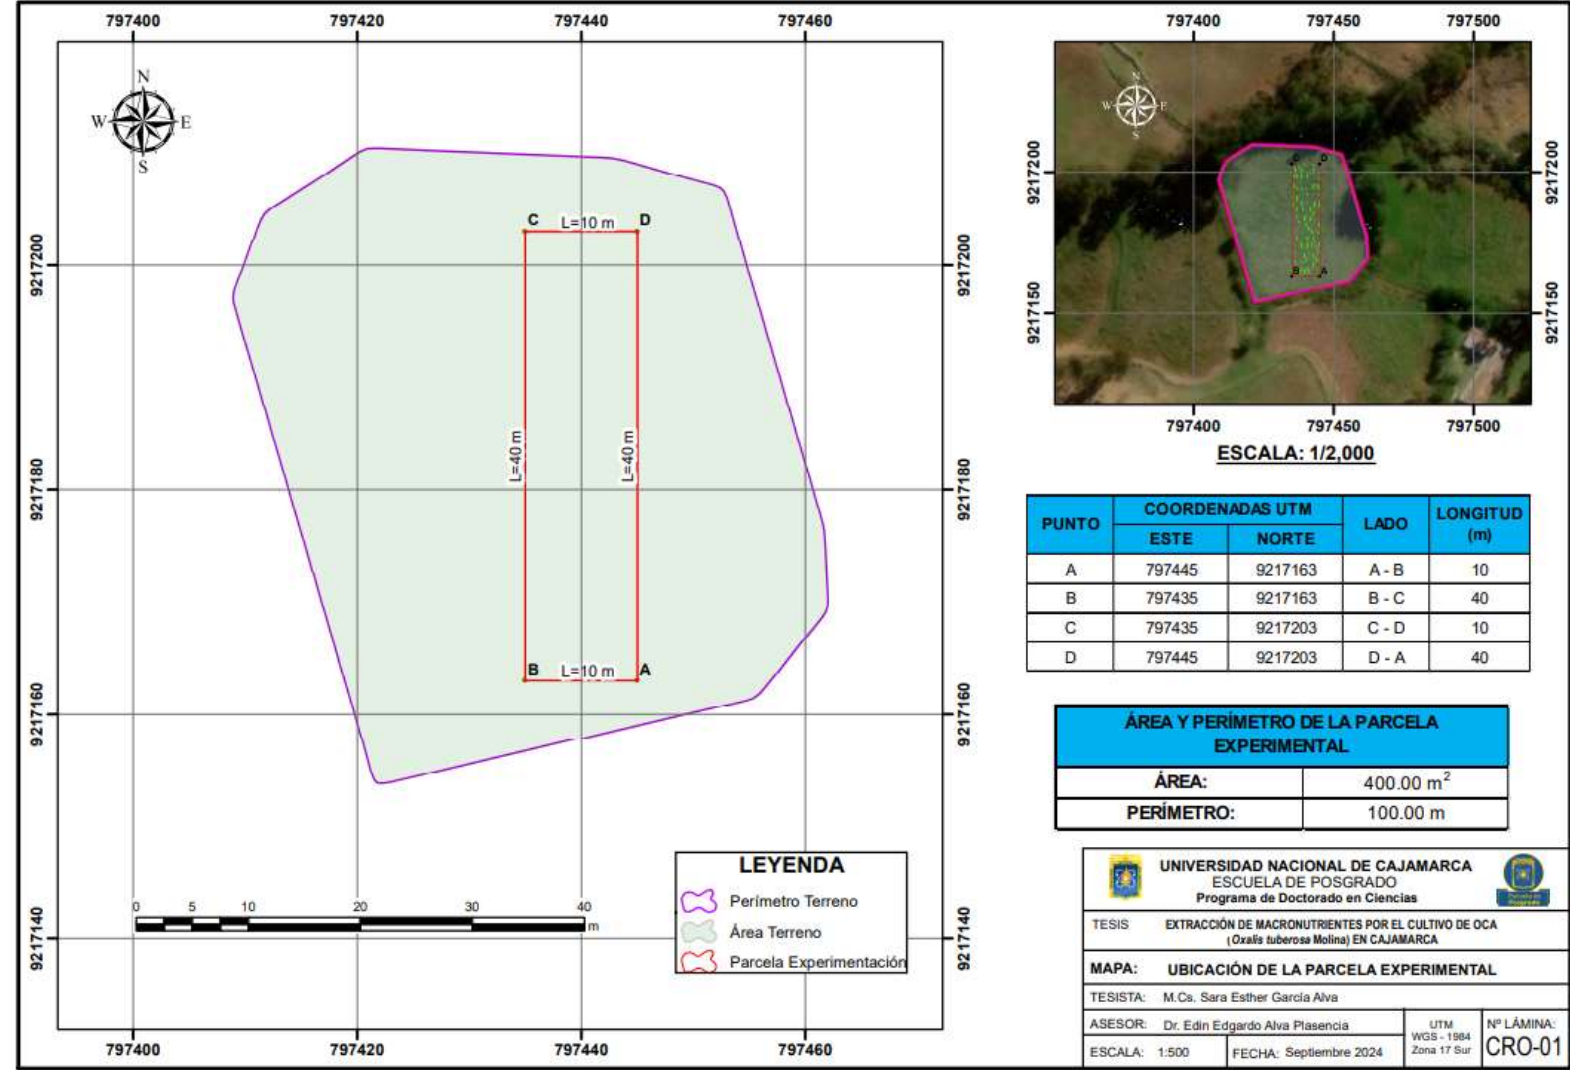 797400 797420 797440 797460
N
W E
S
9217200 9217200
9217180 9217180
9217160 9217160
9217140 9217140
C L=10 m D
L=40 m L=40 m
B L=10 m A
0 5 10 20 30 40
m
LEYENDA
Perímetro Terreno
Área Terreno
Parcela Experimentación
797400 797420 797440 797460
797400 797450 797500
N
W E
S
9217200 9217200
C D
B A
9217150 9217150
797400 797450 797500
ESCALA: 1/2,000
PUNTO COORDENADAS UTM LADO LONGITUD (m)
ESTE NORTE
A 797445 9217163 A - B 10
B 797435 9217163 B - C 40
C 797435 9217203 C - D 10
D 797445 9217203 D - A 40
ÁREA Y PERÍMETRO DE LA PARCELA
EXPERIMENTAL
ÁREA: 400.00 m²
PERÍMETRO: 100.00 m
UNIVERSIDAD NACIONAL DE CAJAMARCA
ESCUELA DE POSGRADO
Programa de Doctorado en Ciencias
TESIS EXTRACCIÓN DE MACRONUTRIENTES POR EL CULTIVO DE OCA
(Oxalis tuberosa Molina) EN CAJAMARCA
MAPA: UBICACIÓN DE LA PARCELA EXPERIMENTAL
TESISTA: M.Cs. Sara Esther García Alva
ASESOR: Dr. Edin Edgardo Alva Plasencia
ESCALA: 1:500 FECHA: Septiembre 2024
UTM
WGS - 1984
Zona 17 Sur
Nº LÁMINA:
CRO-01